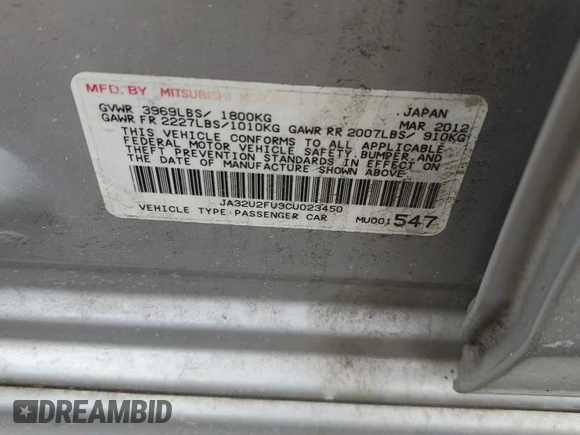 MFD. BY MITSUBISHI
GVWR 3969LBS/ 1800KG JAPAN
MAR 2012
GAWR FR 2227LBS/1010KG GAWR RR 2007LBS/ 910KG
THIS VEHICLE CONFORMS TO ALL APPLICABLE
FEDERAL MOTOR VEHICLE SAFETY, BUMPER, AND
THEFT PREVENTION STANDARDS IN EFFECT ON
THE DATE OF MANUFACTURE SHOWN ABOVE.
JA32U2FV3CU023450
VEHICLE TYPE:PASSENGER CAR MU001547
DREAMBID